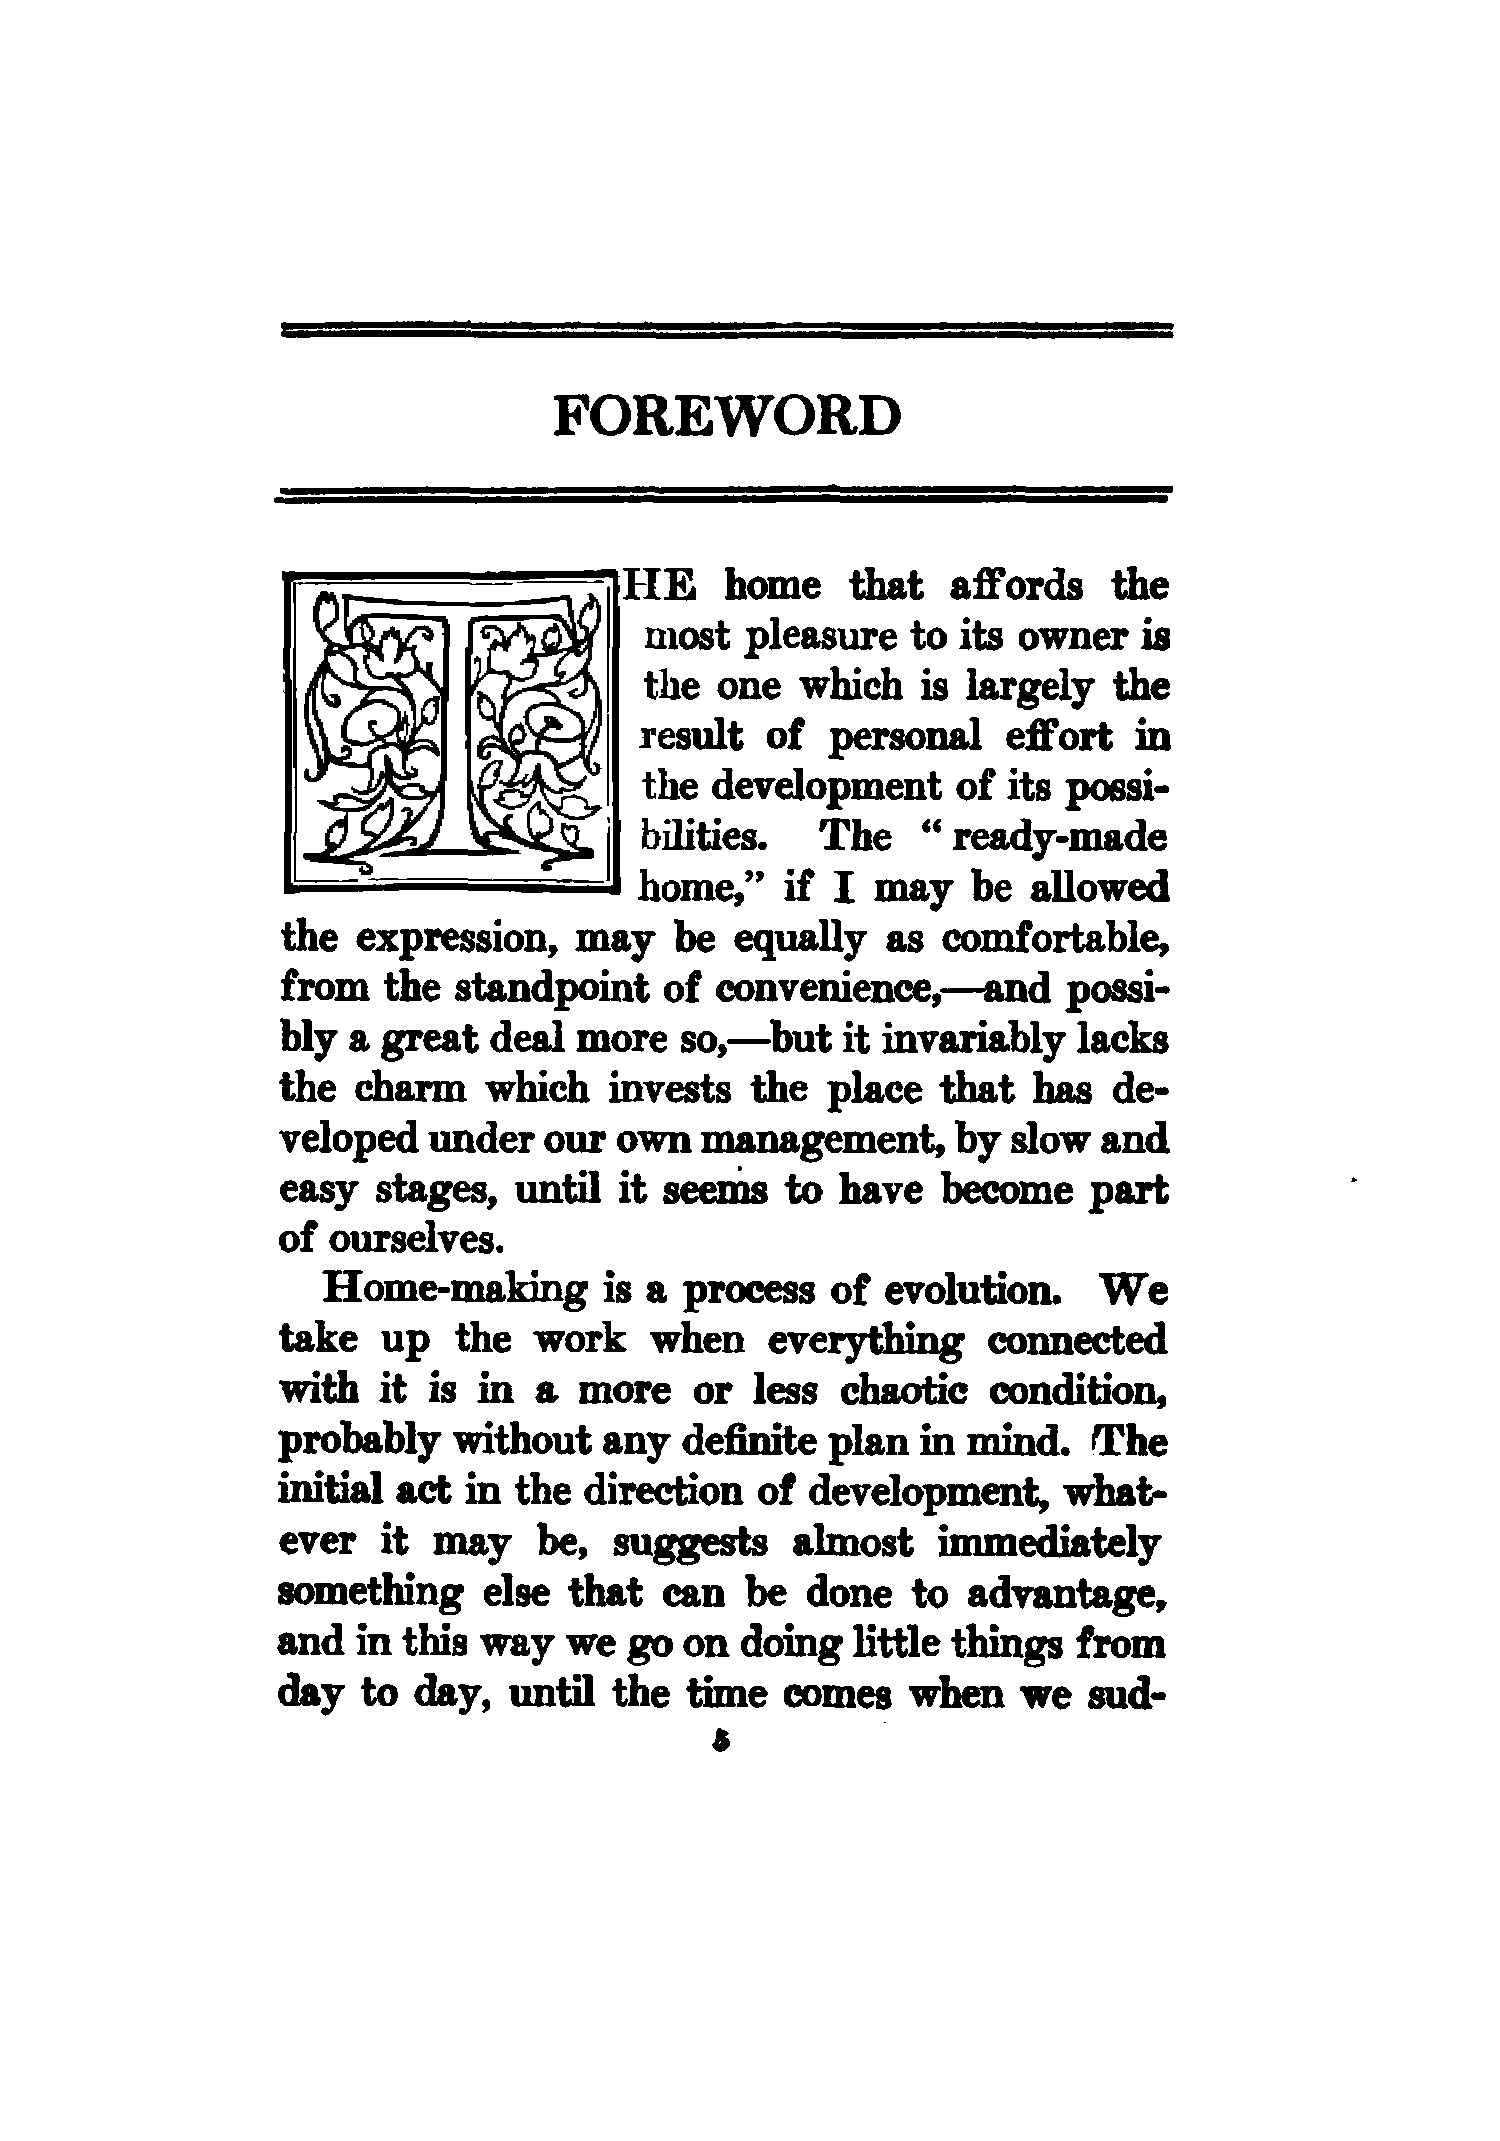 FOREWORD
THE home that affords the
most pleasure to its owner is
the one which is largely the
result of personal effort in
the development of its possi-
bilities. The “ ready-made
home,” if I may be allowed
the expression, may be equally as comfortable,
from the standpoint of convenience,—and possi-
bly a great deal more so,—but it invariably lacks
the charm which invests the place that has de-
veloped under our own management, by slow and
easy stages, until it seems to have become part
of ourselves.
Home-making is a process of evolution. We
take up the work when everything connected
with it is in a more or less chaotic condition,
probably without any definite plan in mind. The
initial act in the direction of development, what-
ever it may be, suggests almost immediately
something else that can be done to advantage,
and in this way we go on doing little things from
day to day, until the time comes when we sud-
5